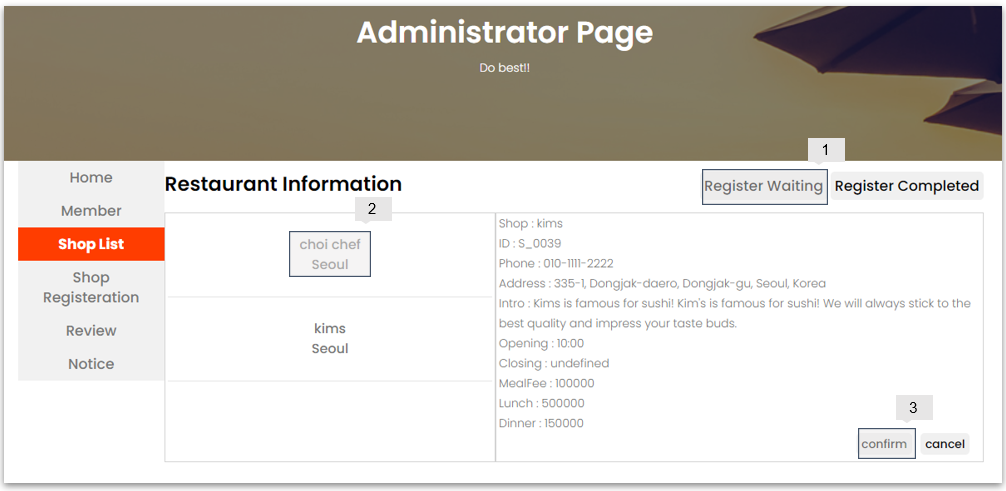 Administrator Page
Do best!!
1
Home
Member
Shop List
Shop
Registeration
Review
Notice
Restaurant Information
Register Waiting
Register Completed
2
choi chef
Seoul
kims
Seoul
Shop : kims
ID : S_0039
Phone : 010-1111-2222
Address : 335-1, Dongjak-daero, Dongjak-gu, Seoul, Korea
Intro : Kims is famous for sushi! Kim's is famous for sushi! We will always stick to the
best quality and impress your taste buds.
Opening : 10:00
Closing : undefined
MealFee : 100000
Lunch : 500000
Dinner : 150000
3
confirm
cancel